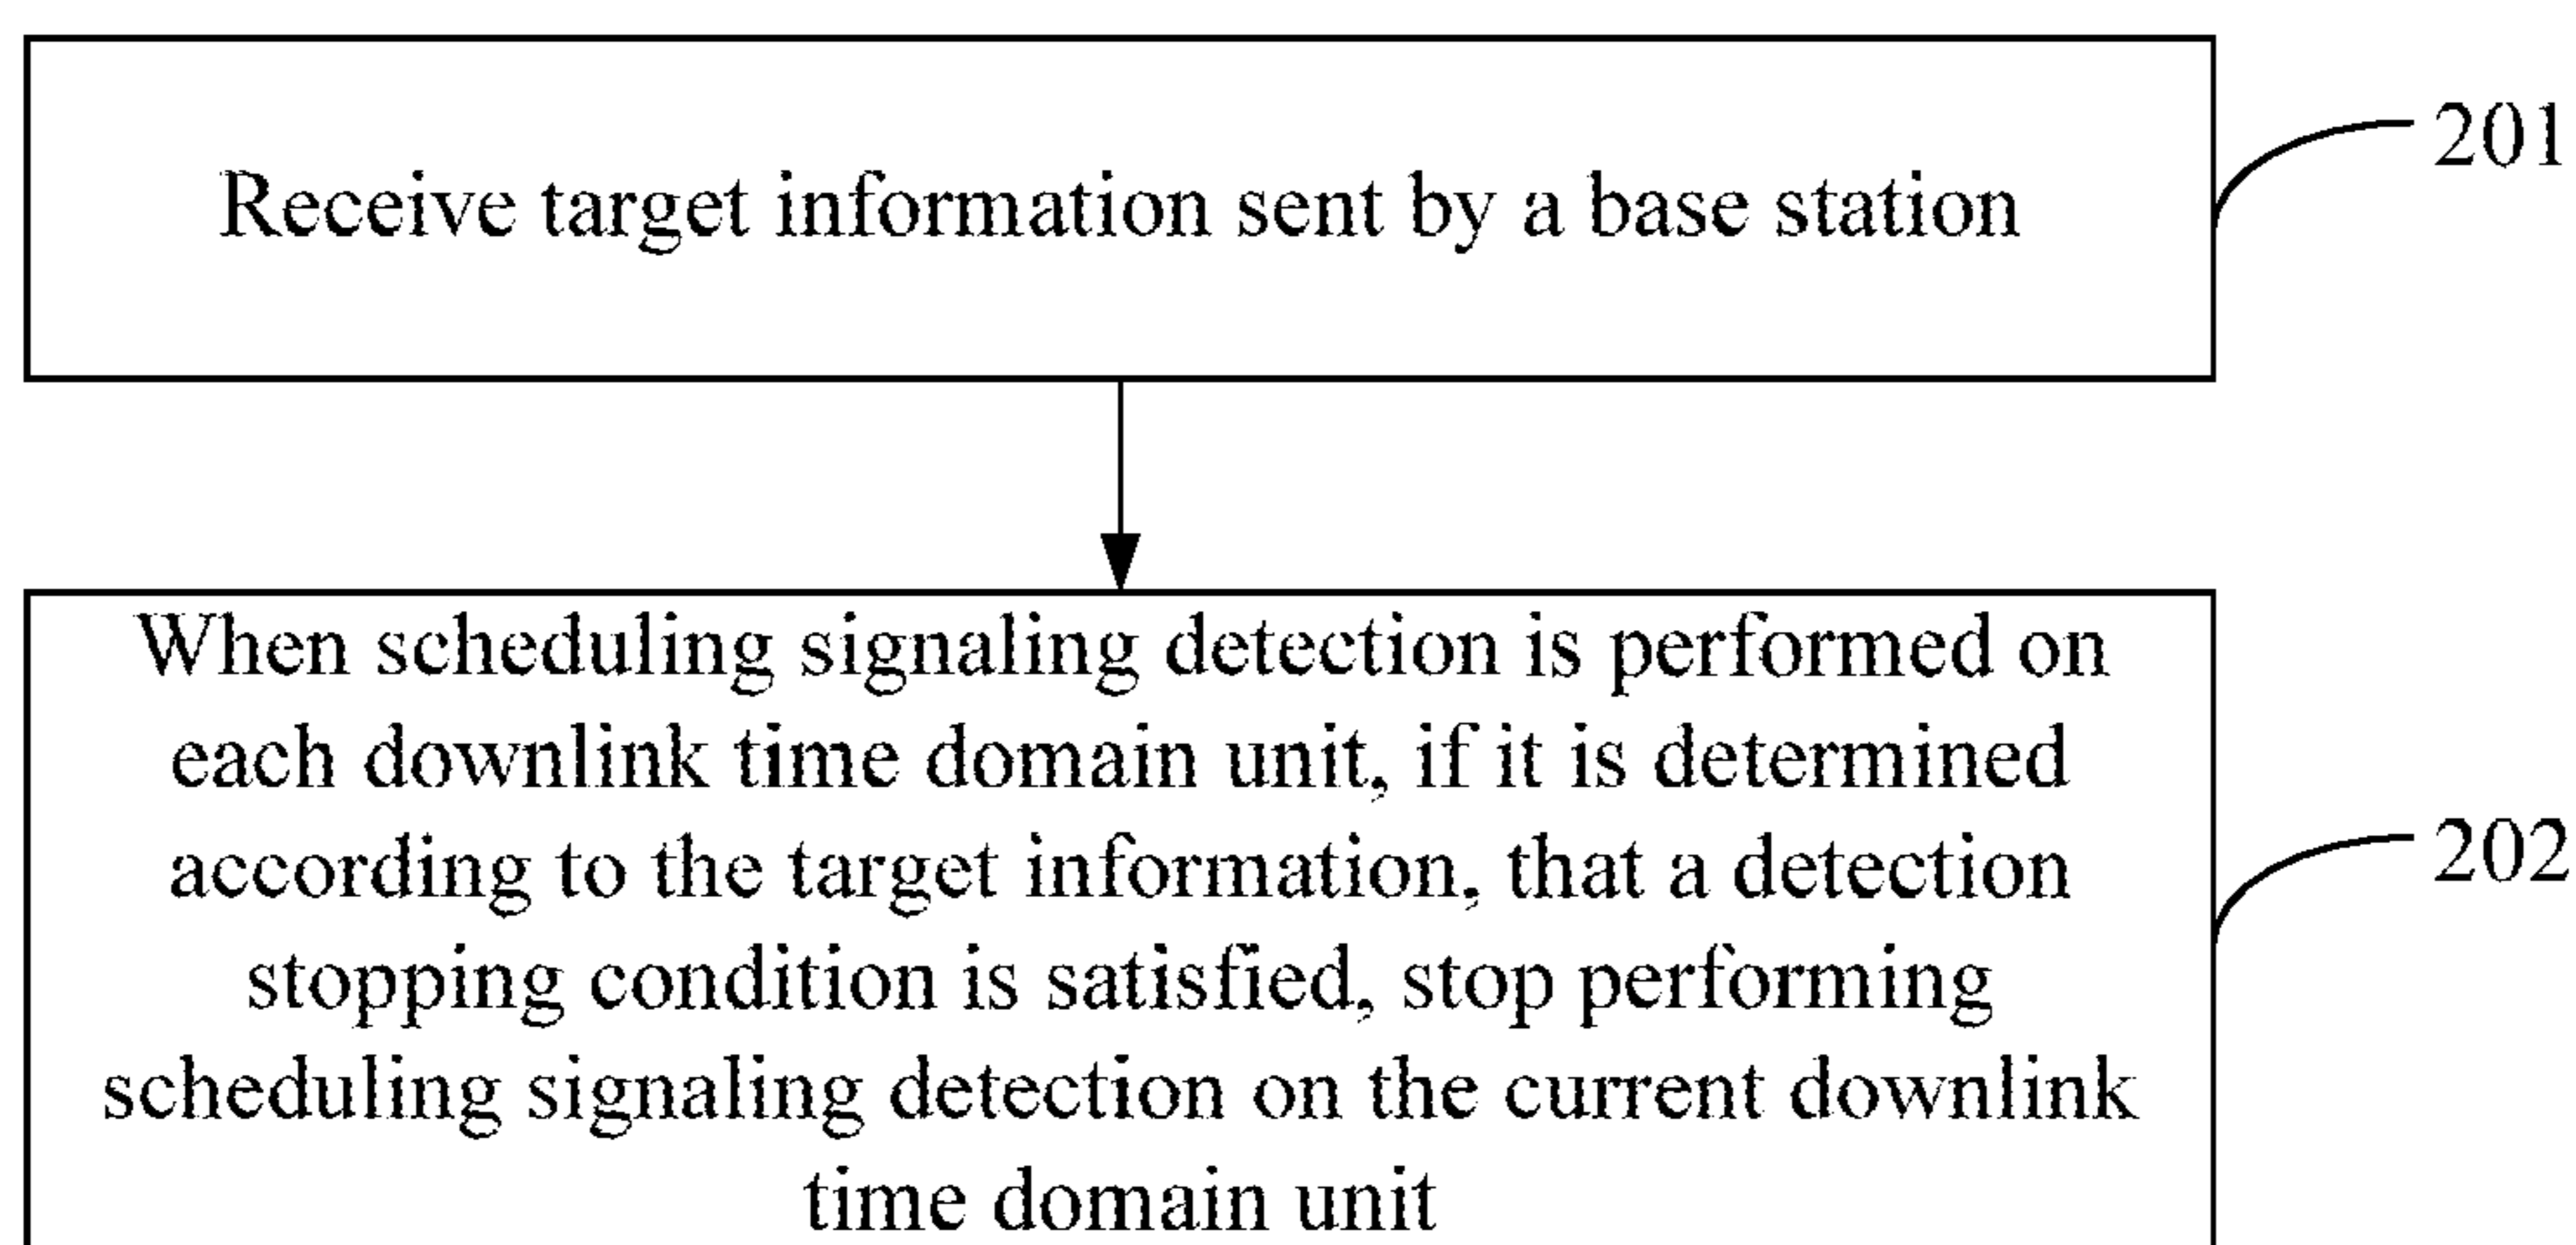 Receive target information sent by a base station
201
When scheduling signaling detection is performed on
each downlink time domain unit, if it is determined
according to the target information, that a detection
stopping condition is satisfied, stop performing
scheduling signaling detection on the current downlink
time domain unit
202